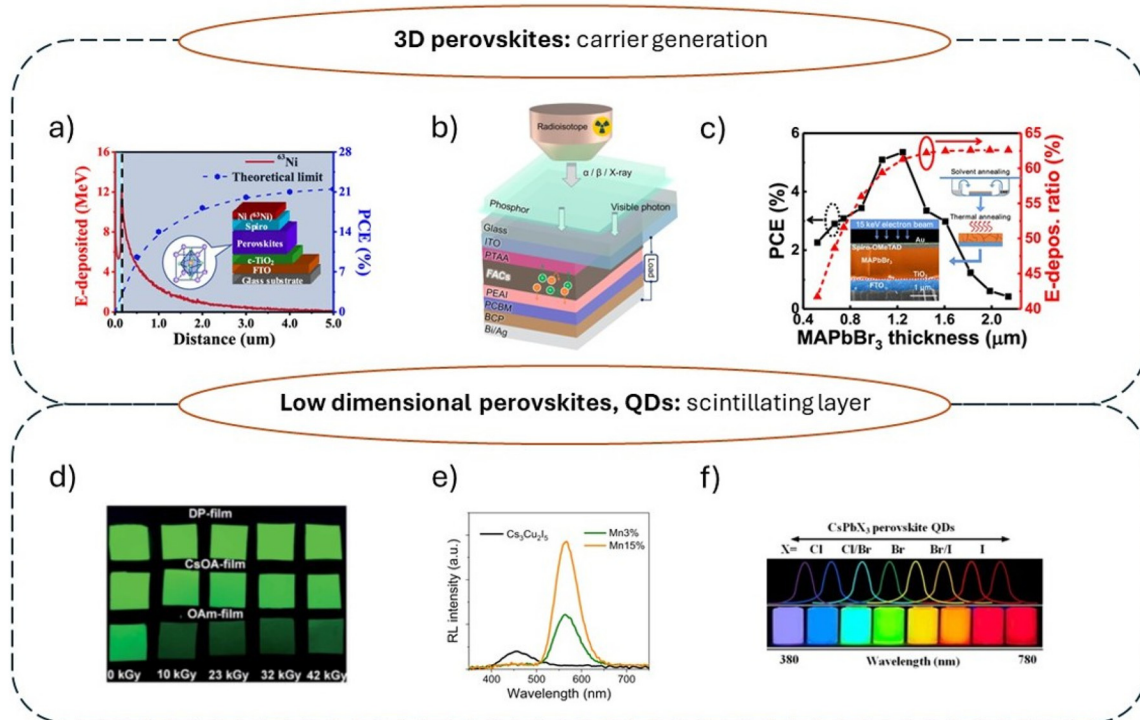 3D perovskites: carrier generation
a)
16
12
8
4
0
E-deposited (MeV)
63Ni
Theoretical limit
Ni (63Ni)
Spiro
Perovskites
c-TiO2
FTO
Glass substrate
28
21
14
7
0
PCE (%)
0.0 1.0 2.0 3.0 4.0 5.0
Distance (um)
b)
Radioisotope
α / β / X-ray
Phosphor
Visible photon
Glass
ITO
PTAA
FACs
PEAI
PCBM
BCP
Bi/Ag
Load
c)
6
4
2
0
PCE (%)
65
60
55
50
45
40
E-depos. ratio (%)
Solvent annealing
Thermal annealing
15 keV electron beam
Au
Spiro-OMeTAD
MAPbBr3
TiO2
FTO
1 μm
0.4 0.8 1.2 1.6 2.0
MAPbBr3 thickness (μm)
Low dimensional perovskites, QDs: scintillating layer
d)
DP-film
CsOA-film
OAm-film
0 kGy 10 kGy 23 kGy 32 kGy 42 kGy
e)
RL intensity (a.u.)
Cs3Cu2I5
Mn3%
Mn15%
400 500 600 700
Wavelength (nm)
f)
CsPbX3 perovskite QDs
X= Cl Cl/Br Br Br/I I
380 Wavelength (nm) 780